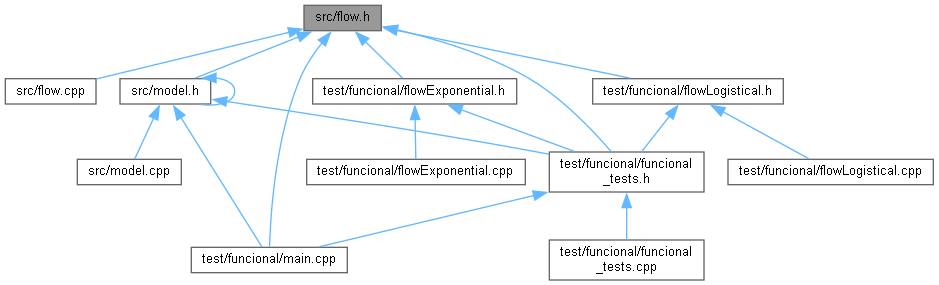 src/flow.h
src/flow.cpp
src/model.h
test/funcional/flowExponential.h
test/funcional/flowLogistical.h
src/model.cpp
test/funcional/flowExponential.cpp
test/funcional/funcional
_tests.h
test/funcional/flowLogistical.cpp
test/funcional/main.cpp
test/funcional/funcional
_tests.cpp